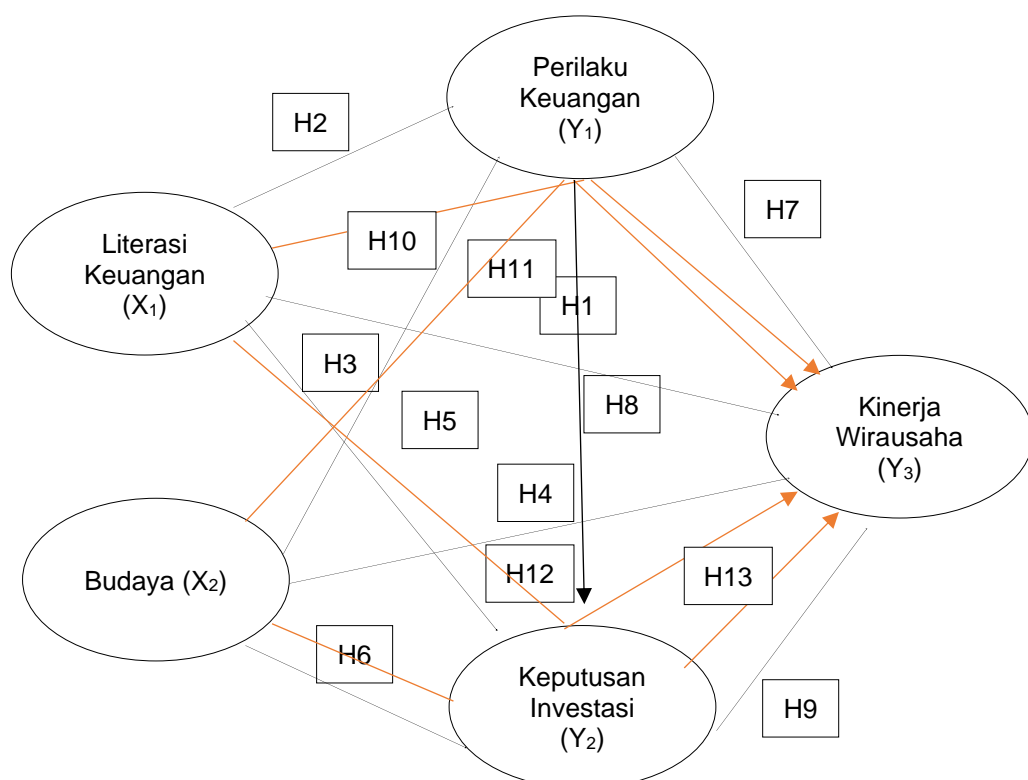 Perilaku
Keuangan
(Y₁)
H2
H7
Literasi
Keuangan
(X₁)
H10
H11
H1
H3
H5
H8
Kinerja
Wirausaha
(Y₃)
H4
H12
H13
Budaya (X₂)
H6
Keputusan
Investasi
(Y₂)
H9